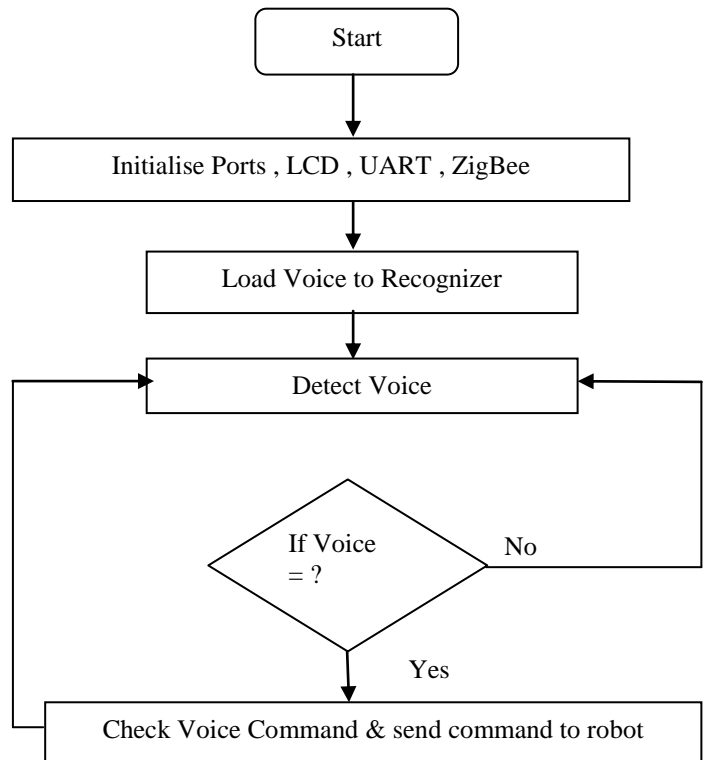 Start
Initialise Ports , LCD , UART , ZigBee
Load Voice to Recognizer
Detect Voice
If Voice
= ?
No
Yes
Check Voice Command & send command to robot